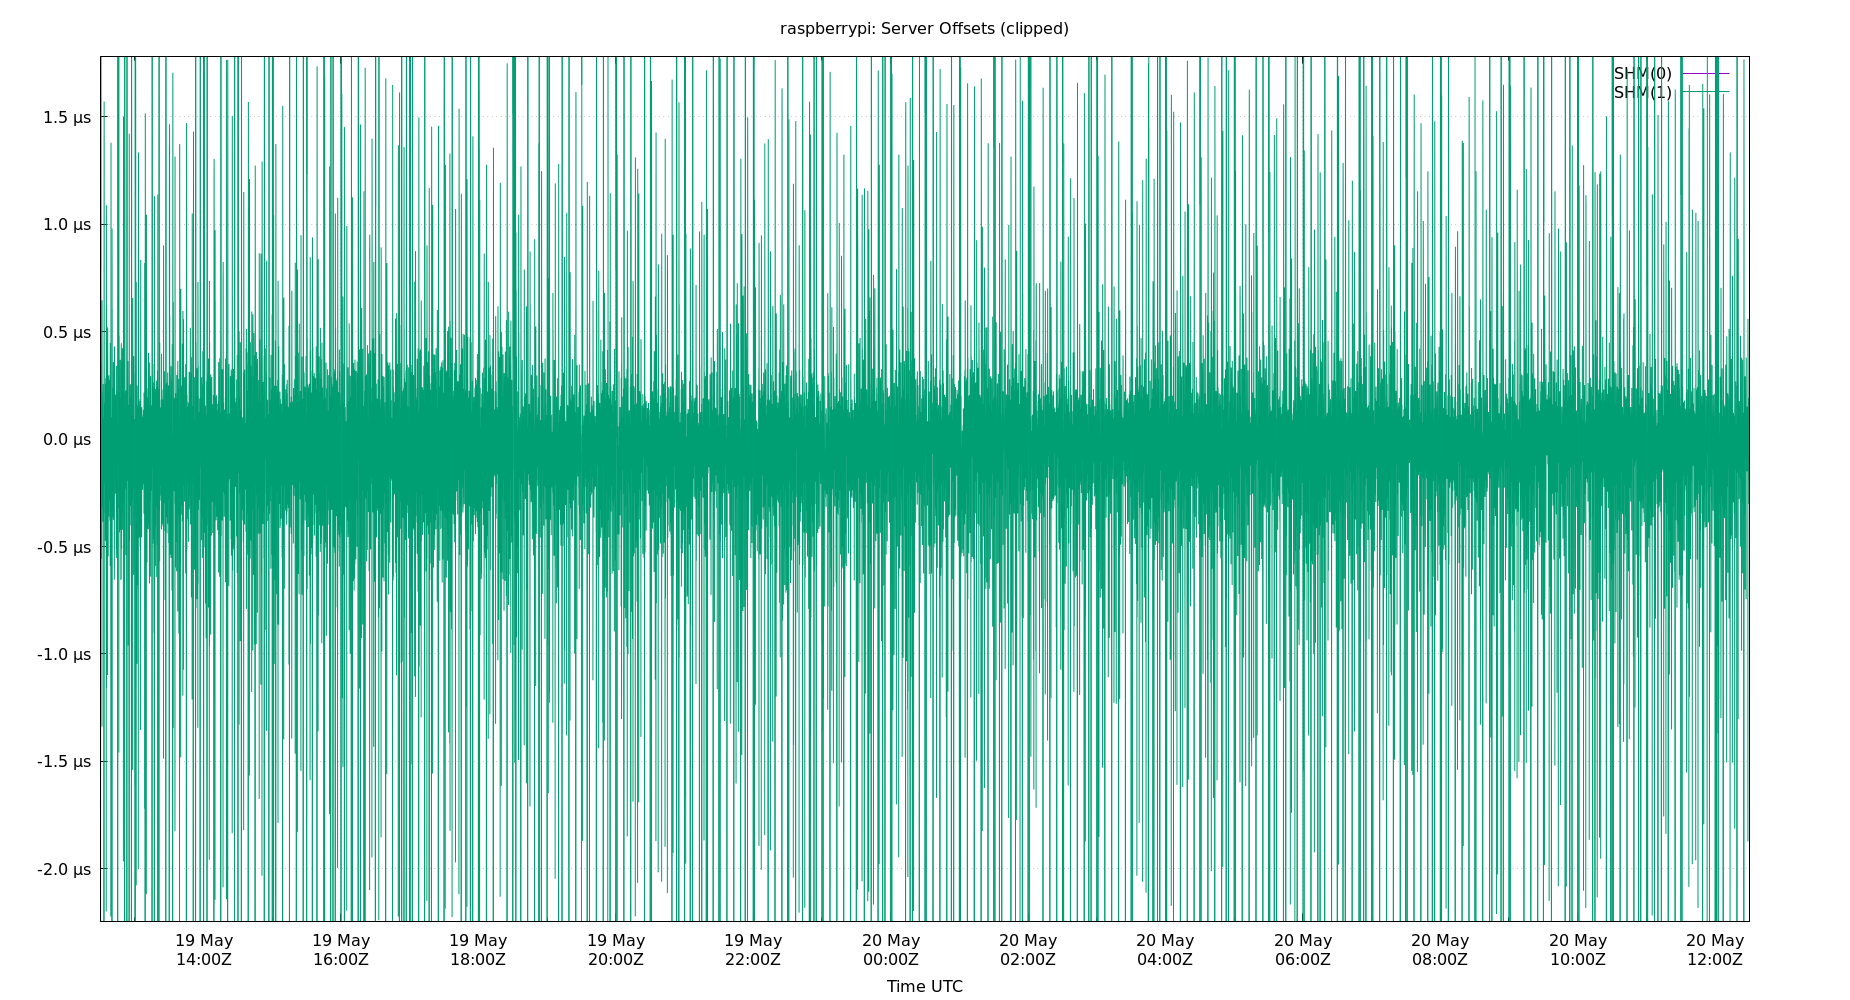 raspberrypi: Server Offsets (clipped)
SHM(0)
SHM(1)
1.5 µs
1.0 µs
0.5 µs
0.0 µs
-0.5 µs
-1.0 µs
-1.5 µs
-2.0 µs
19 May 19 May 19 May 19 May 19 May 20 May 20 May 20 May 20 May 20 May 20 May 20 May
14:00Z 16:00Z 18:00Z 20:00Z 22:00Z 00:00Z 02:00Z 04:00Z 06:00Z 08:00Z 10:00Z 12:00Z
Time UTC